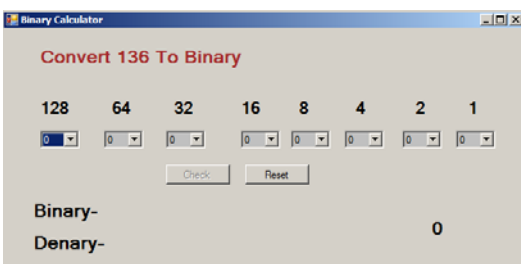 Binary Calculator
Convert 136 To Binary
128 64 32 16 8 4 2 1
0 0 0 0 0 0 0 0
Check Reset
Binary-
0
Denary-